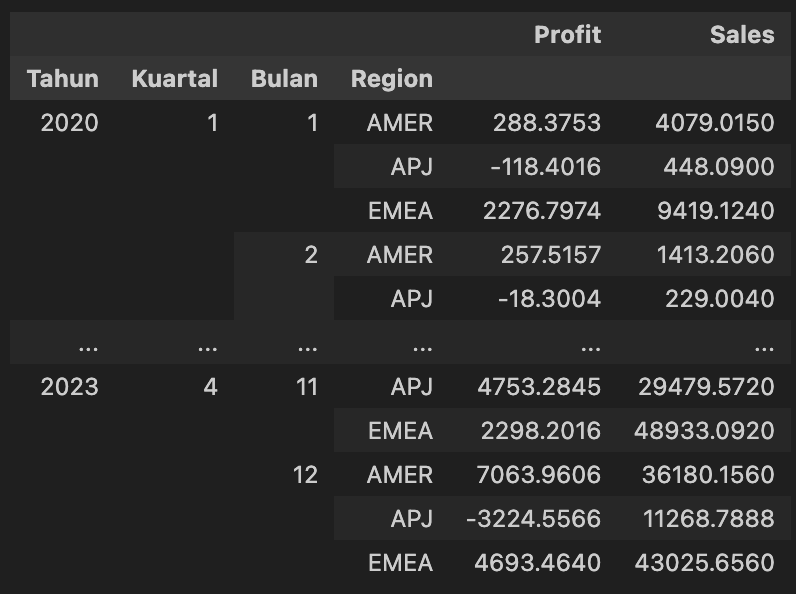 Profit Sales
Tahun Kuartal Bulan Region
2020 1 1 AMER 288.3753 4079.0150
APJ -118.4016 448.0900
EMEA 2276.7974 9419.1240
2 AMER 257.5157 1413.2060
APJ -18.3004 229.0040
... ... ... ... ... ...
2023 4 11 APJ 4753.2845 29479.5720
EMEA 2298.2016 48933.0920
12 AMER 7063.9606 36180.1560
APJ -3224.5566 11268.7888
EMEA 4693.4640 43025.6560